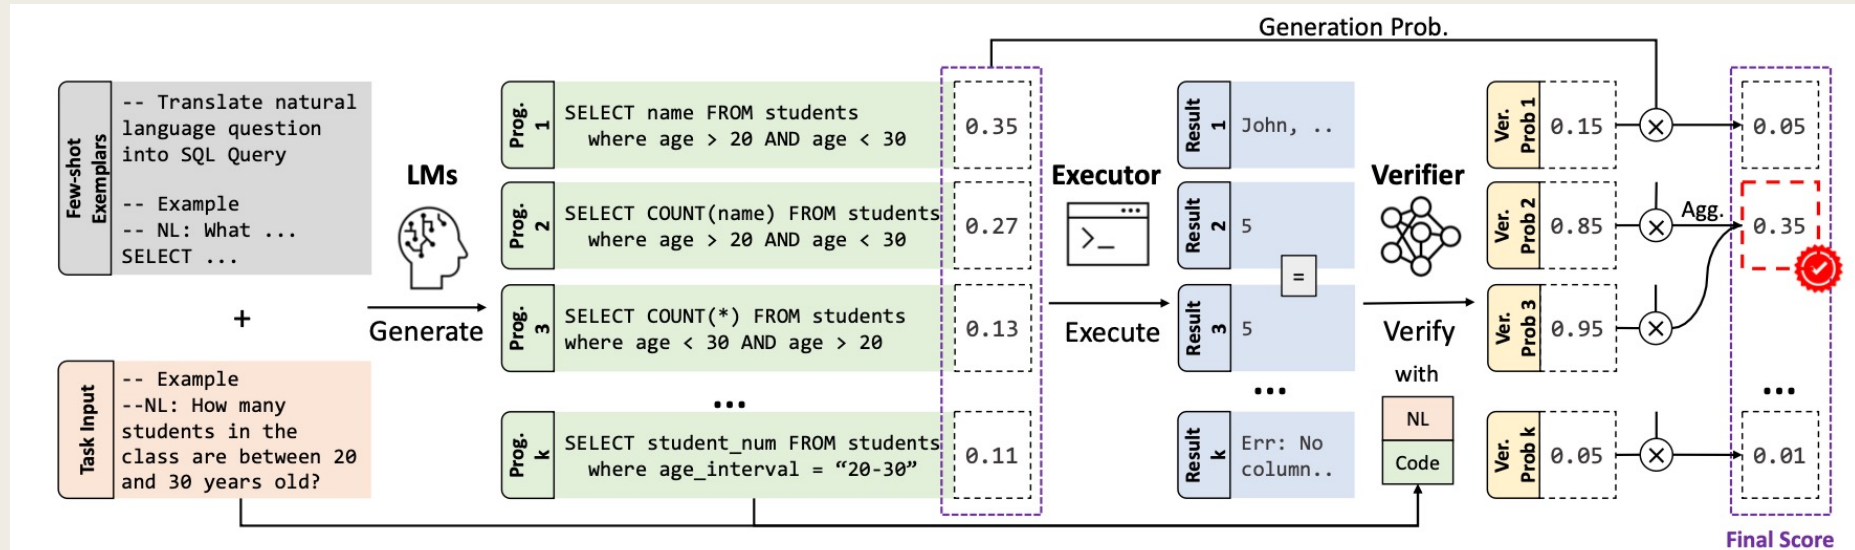 Generation Prob.
Few-shot
Exemplars
-- Translate natural
language question
into SQL Query
-- Example
-- NL: What ...
SELECT ...
+
Task Input
-- Example
--NL: How many
students in the
class are between 20
and 30 years old?
LMs
Generate
Prog.
1
SELECT name FROM students
where age > 20 AND age < 30
0.35
Prog.
2
SELECT COUNT(name) FROM students
where age > 20 AND age < 30
0.27
Prog.
3
SELECT COUNT(*) FROM students
where age < 30 AND age > 20
0.13
...
Prog.
k
SELECT student_num FROM students
where age_interval = “20-30”
0.11
Executor
>_
Execute
Result
1
John, ..
Result
2
5
=
Result
3
5
...
Result
k
Err: No
column..
Verifier
Verify
with
NL
Code
Ver.
Prob 1
0.15
×
0.05
Ver.
Prob 2
0.85
×
Agg.
0.35
Ver.
Prob 3
0.95
×
...
Ver.
Prob k
0.05
×
0.01
Final Score